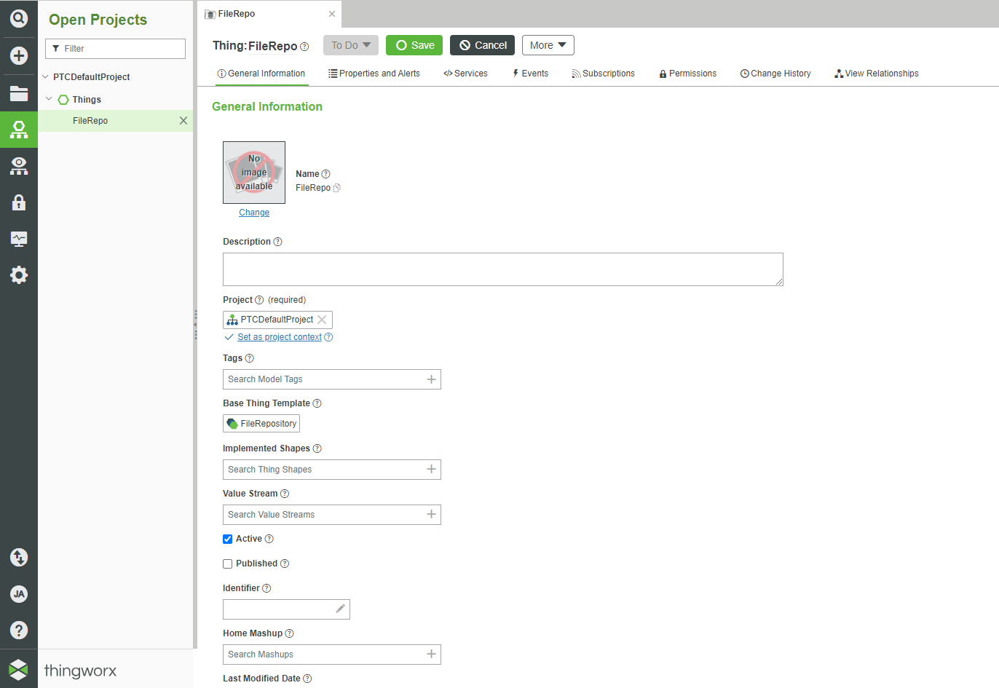 Open Projects
Filter
PTCDefaultProject
Things
FileRepo
FileRepo
Thing: FileRepo
To Do
Save
Cancel
More
General Information
Properties and Alerts
Services
Events
Subscriptions
Permissions
Change History
View Relationships
General Information
No
image
available
Change
Name
FileRepo
Description
Project (required)
PTCDefaultProject
Set as project context
Tags
Search Model Tags
Base Thing Template
FileRepository
Implemented Shapes
Search Thing Shapes
Value Stream
Search Value Streams
Active
Published
Identifier
Home Mashup
Search Mashups
Last Modified Date
JA
thingworx